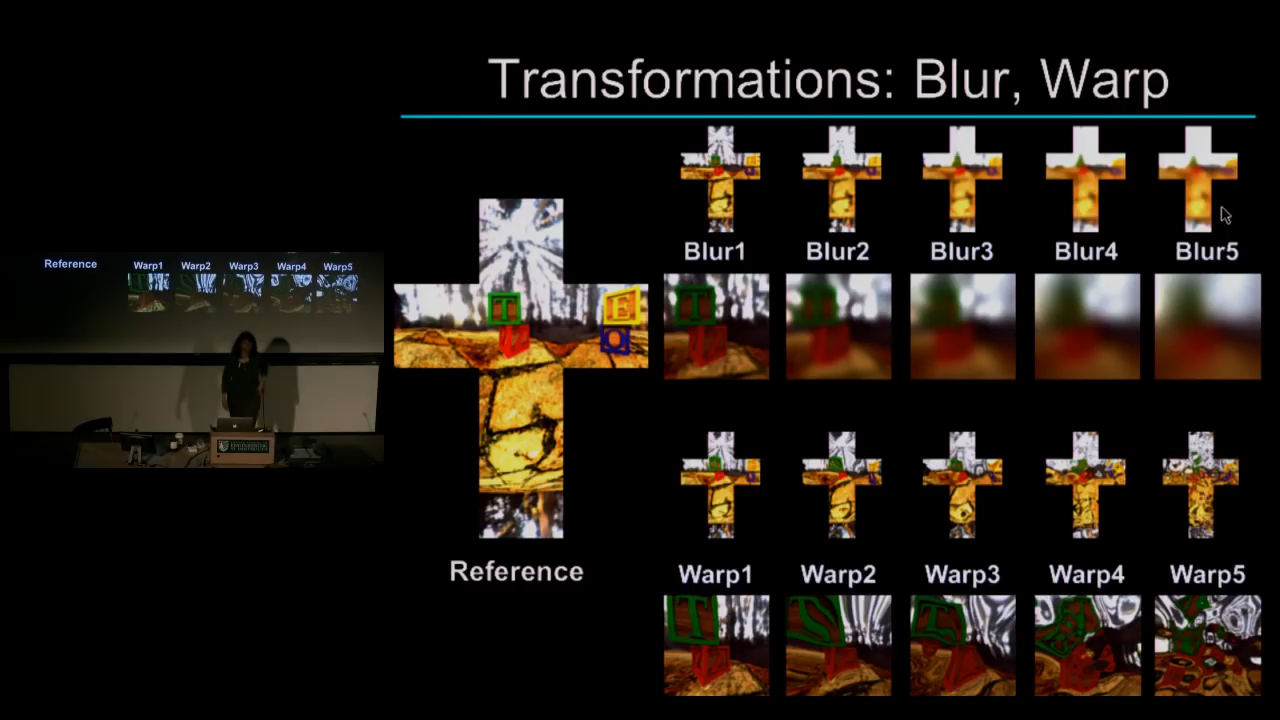 Transformations: Blur, Warp
Blur1 Blur2 Blur3 Blur4 Blur5
Reference
Warp1 Warp2 Warp3 Warp4 Warp5
Reference
Warp1 Warp2 Warp3 Warp4 Warp5
T
E